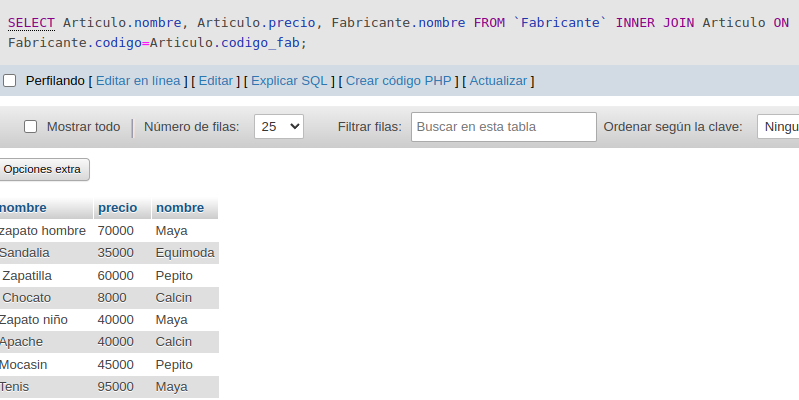 SELECT Articulo.nombre, Articulo.precio, Fabricante.nombre FROM `Fabricante` INNER JOIN Articulo ON
Fabricante.codigo=Articulo.codigo_fab;
Perfilando [ Editar en línea ] [ Editar ] [ Explicar SQL ] [ Crear código PHP ] [ Actualizar ]
Mostrar todo | Número de filas: 25 Filtrar filas: Buscar en esta tabla Ordenar según la clave: Ningu
Opciones extra
nombre precio nombre
zapato hombre 70000 Maya
Sandalia 35000 Equimoda
Zapatilla 60000 Pepito
Chocato 8000 Calcin
Zapato niño 40000 Maya
Apache 40000 Calcin
Mocasin 45000 Pepito
Tenis 95000 Maya